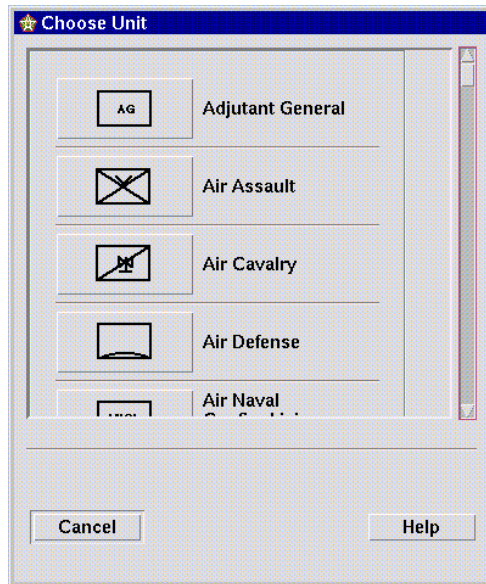 Choose Unit
AG
Adjutant General
Air Assault
Air Cavalry
Air Defense
Air Naval
Cancel
Help